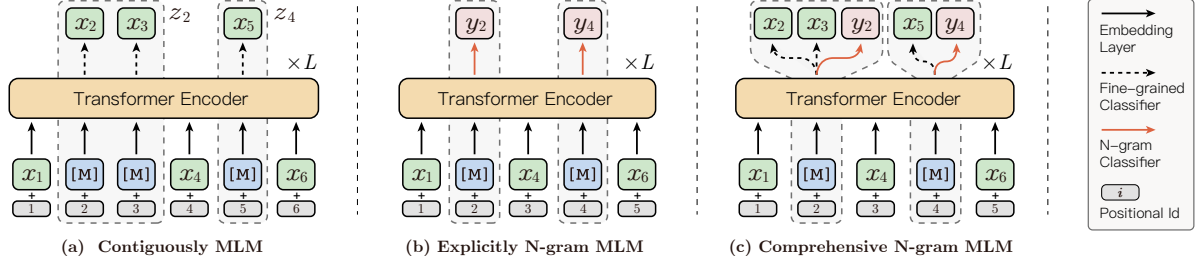 x2 x3 z2 x5 z4
×L
Transformer Encoder
x1 [M] [M] x4 [M] x6
+ + + + + +
1 2 3 4 5 6
(a) Contiguously MLM
y2 y4
×L
Transformer Encoder
x1 [M] x3 [M] x6
+ + + + +
1 2 3 4 5
(b) Explicitly N-gram MLM
x2 x3 y2 x5 y4
×L
Transformer Encoder
x1 [M] x4 [M] x6
+ + + + +
1 2 3 4 5
(c) Comprehensive N-gram MLM
Embedding
Layer
Fine-grained
Classifier
N-gram
Classifier
i
Positional Id